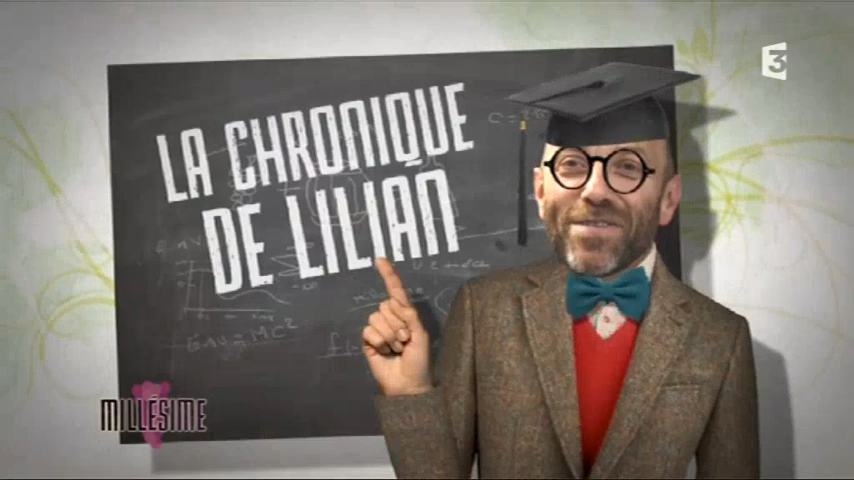 3
LA CHRONIQUE
DE LILIAN
C =
MILLÉSIME